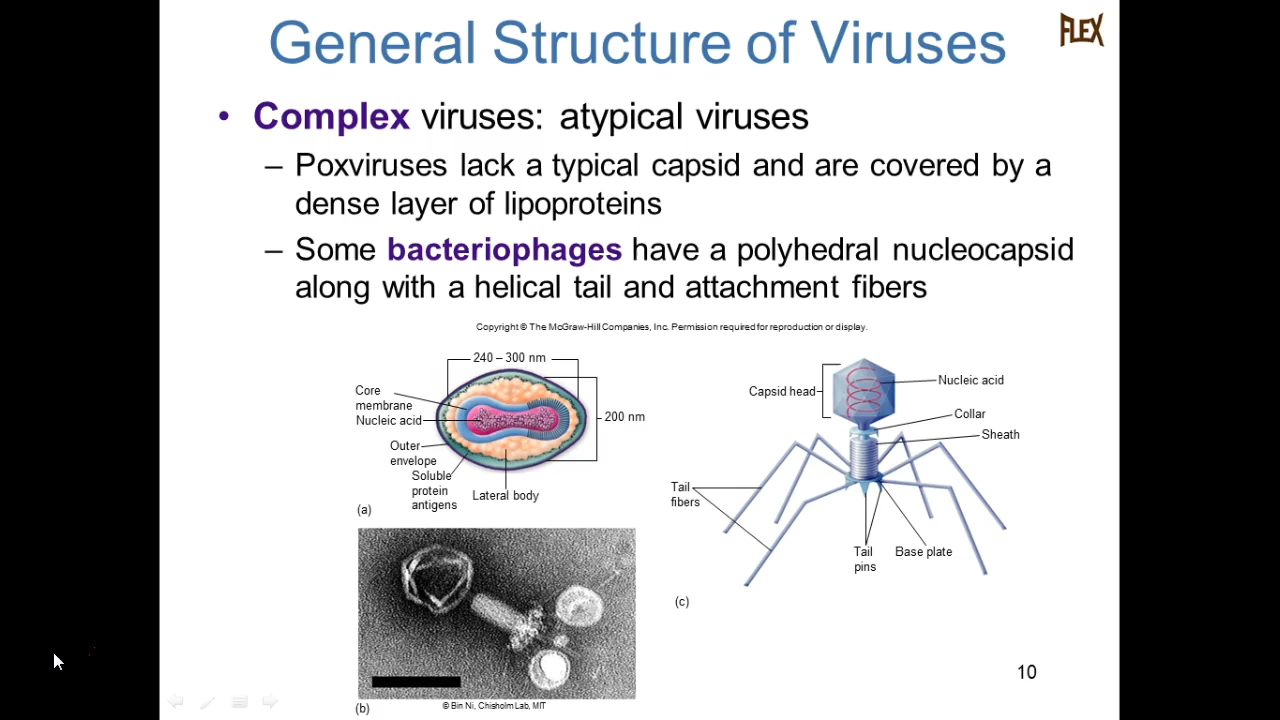 General Structure of Viruses
FLEX
• Complex viruses: atypical viruses
– Poxviruses lack a typical capsid and are covered by a
dense layer of lipoproteins
– Some bacteriophages have a polyhedral nucleocapsid
along with a helical tail and attachment fibers
Copyright © The McGraw-Hill Companies, Inc. Permission required for reproduction or display.
240 – 300 nm
Core
membrane
Nucleic acid
200 nm
Outer
envelope
Soluble
protein
antigens
Lateral body
(a)
Capsid head
Nucleic acid
Collar
Sheath
Tail
fibers
Tail
pins
Base plate
(c)
(b)
© Bin Ni, Chisholm Lab, MIT
10